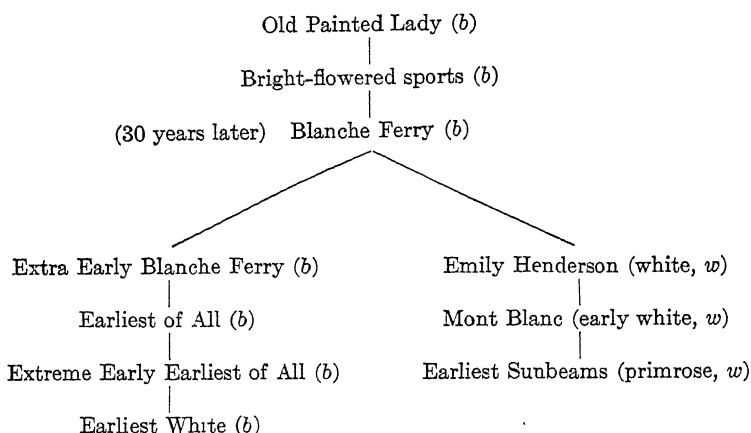 Old Painted Lady (b)
Bright-flowered sports (b)
(30 years later) Blanche Ferry (b)
Extra Early Blanche Ferry (b)
Emily Henderson (white, w)
Earliest of All (b)
Mont Blanc (early white, w)
Extreme Early Earliest of All (b)
Earliest Sunbeams (primrose, w)
Earliest White (b)